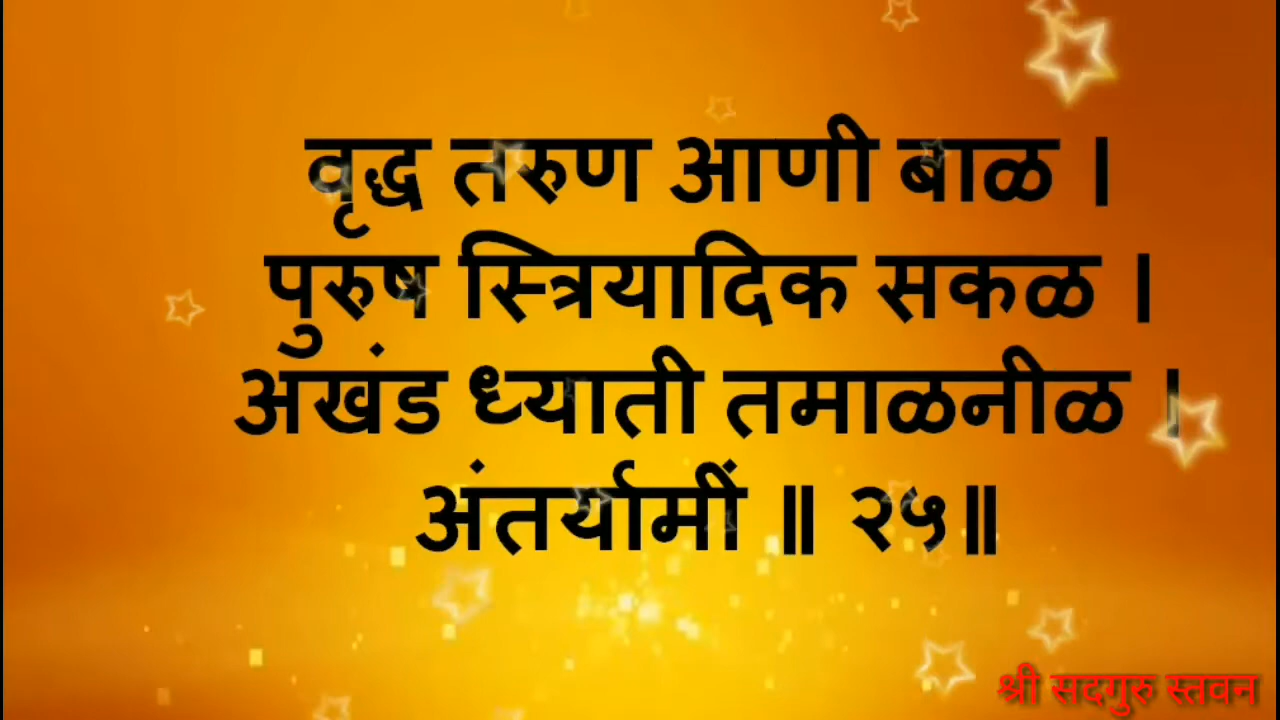 वृद्ध तरुण आणी बाळ ।
पुरुष स्त्रियादिक सकळ ।
अखंड ध्याती तमाळनीळ ।
अंतर्यामीं ॥ २५॥
श्री सदगुरु स्तवन